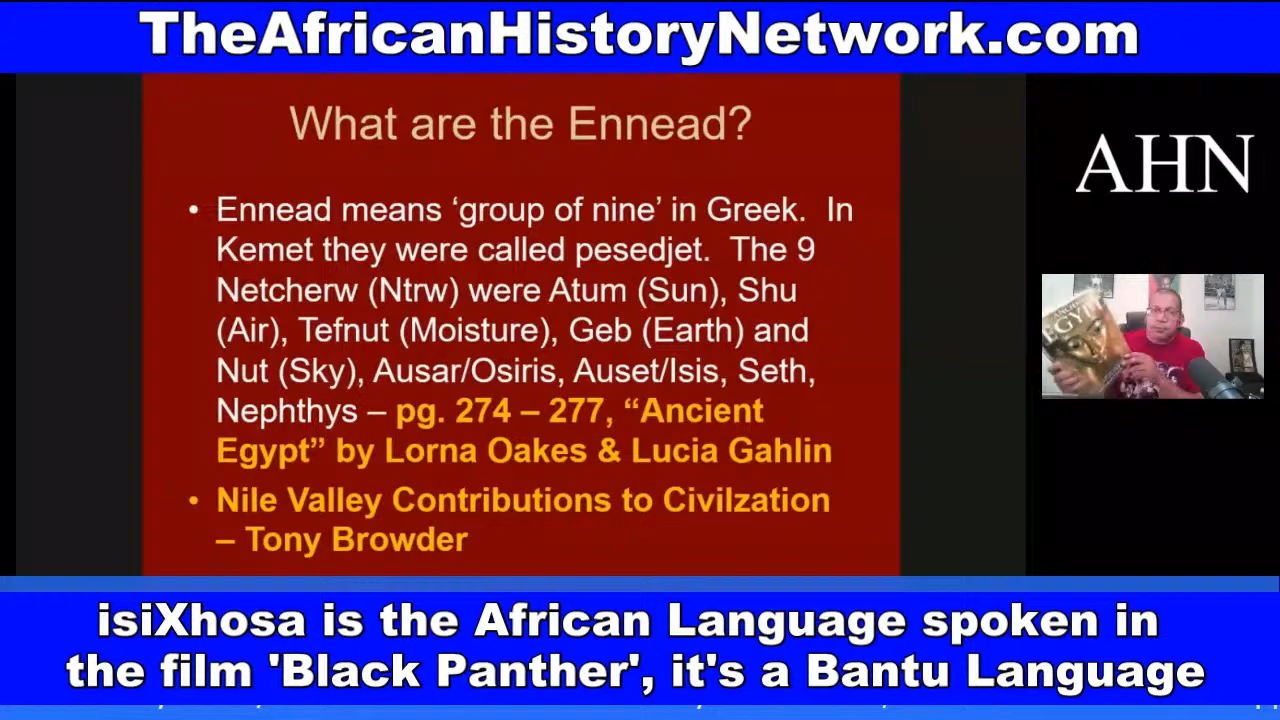 TheAfricanHistoryNetwork.com
What are the Ennead?
AHN
• Ennead means ‘group of nine’ in Greek. In
Kemet they were called pesedjet. The 9
Netcherw (Ntrw) were Atum (Sun), Shu
(Air), Tefnut (Moisture), Geb (Earth) and
Nut (Sky), Ausar/Osiris, Auset/Isis, Seth,
Nephthys – pg. 274 – 277, “Ancient
Egypt” by Lorna Oakes & Lucia Gahlin
• Nile Valley Contributions to Civilzation
– Tony Browder
isiXhosa is the African Language spoken in
the film 'Black Panther', it's a Bantu Language